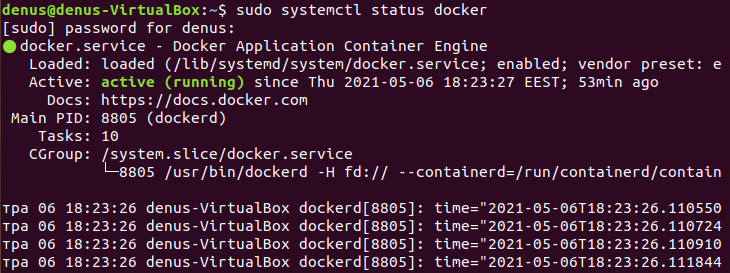 denus@denus-VirtualBox:~$ sudo systemctl status docker
[sudo] password for denus:
● docker.service - Docker Application Container Engine
Loaded: loaded (/lib/systemd/system/docker.service; enabled; vendor preset: e
Active: active (running) since Thu 2021-05-06 18:23:27 EEST; 53min ago
Docs: https://docs.docker.com
Main PID: 8805 (dockerd)
Tasks: 10
CGroup: /system.slice/docker.service
└─8805 /usr/bin/dockerd -H fd:// --containerd=/run/containerd/contain
тра 06 18:23:26 denus-VirtualBox dockerd[8805]: time="2021-05-06T18:23:26.110550
тра 06 18:23:26 denus-VirtualBox dockerd[8805]: time="2021-05-06T18:23:26.110724
тра 06 18:23:26 denus-VirtualBox dockerd[8805]: time="2021-05-06T18:23:26.110910
тра 06 18:23:26 denus-VirtualBox dockerd[8805]: time="2021-05-06T18:23:26.111844